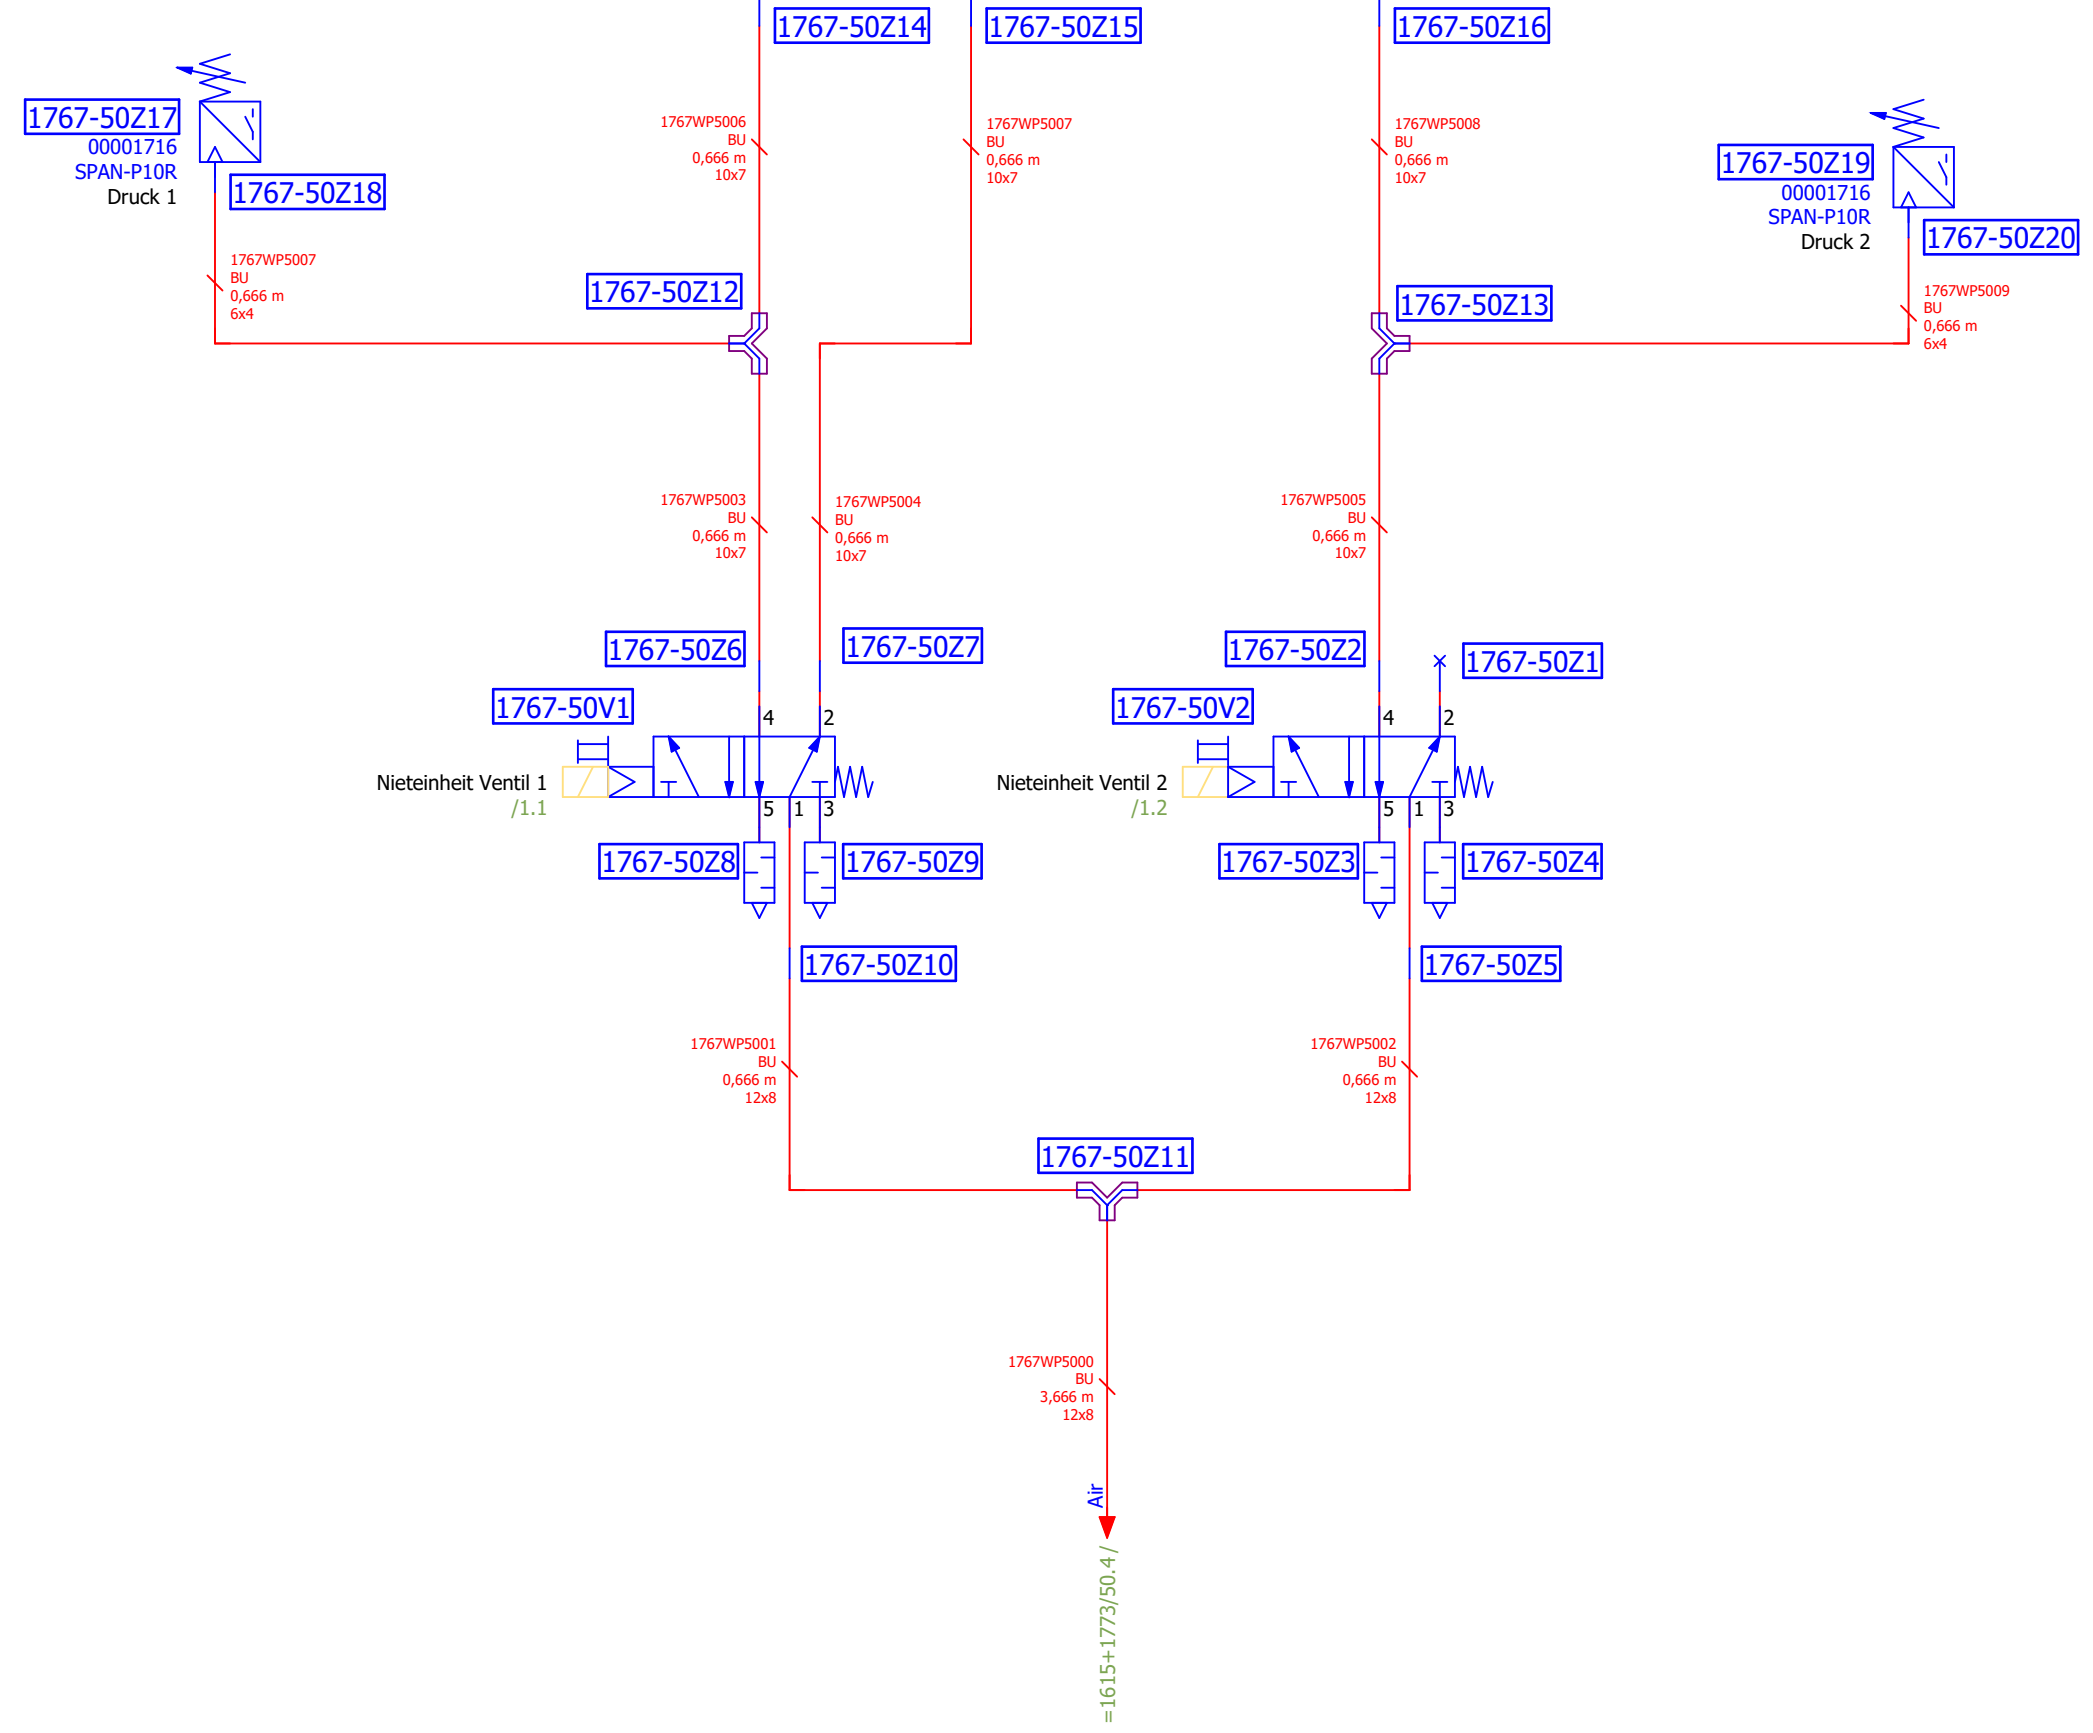 1767-50Z14
1767-50Z15
1767-50Z16
1767-50Z17
00001716
SPAN-P10R
Druck 1
1767-50Z18
1767WP5006
BU
0,666 m
10x7
1767WP5007
BU
0,666 m
10x7
1767WP5008
BU
0,666 m
10x7
1767-50Z19
00001716
SPAN-P10R
Druck 2
1767-50Z20
1767WP5007
BU
0,666 m
6x4
1767-50Z12
1767-50Z13
1767WP5009
BU
0,666 m
6x4
1767WP5003
BU
0,666 m
10x7
1767WP5004
BU
0,666 m
10x7
1767WP5005
BU
0,666 m
10x7
1767-50Z6
1767-50Z7
1767-50Z2
1767-50Z1
1767-50V1
4
2
1767-50V2
4
2
Nieteinheit Ventil 1
/1.1
5
1
3
Nieteinheit Ventil 2
/1.2
5
1
3
1767-50Z8
1767-50Z9
1767-50Z3
1767-50Z4
1767-50Z10
1767-50Z5
1767WP5001
BU
0,666 m
12x8
1767WP5002
BU
0,666 m
12x8
1767-50Z11
1767WP5000
BU
3,666 m
12x8
Air
=1615+1773/50.4 /